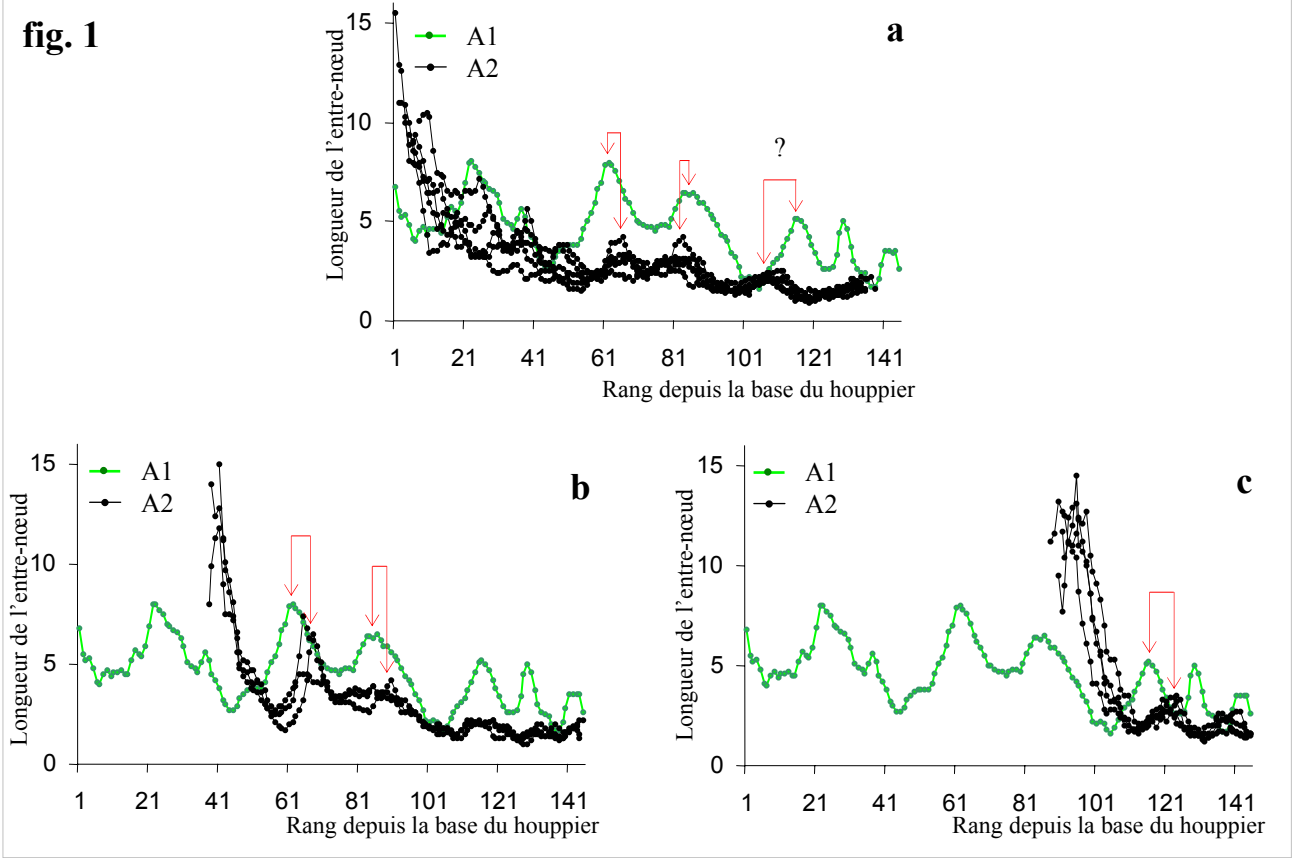 fig. 1
a
A1
A2
?
Longueur de l'entre-nœud
15
10
5
0
1 21 41 61 81 101 121 141
Rang depuis la base du houppier
b
A1
A2
Longueur de l'entre-nœud
15
10
5
0
1 21 41 61 81 101 121 141
Rang depuis la base du houppier
c
A1
A2
Longueur de l'entre-nœud
15
10
5
0
1 21 41 61 81 101 121 141
Rang depuis la base du houppier